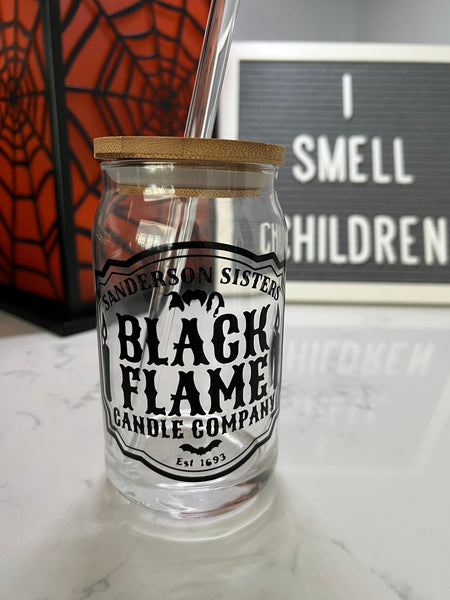 SANDERSON SISTERS
BLACK
FLAME
CANDLE COMPANY
Est 1693
I
SMELL
CHILDREN